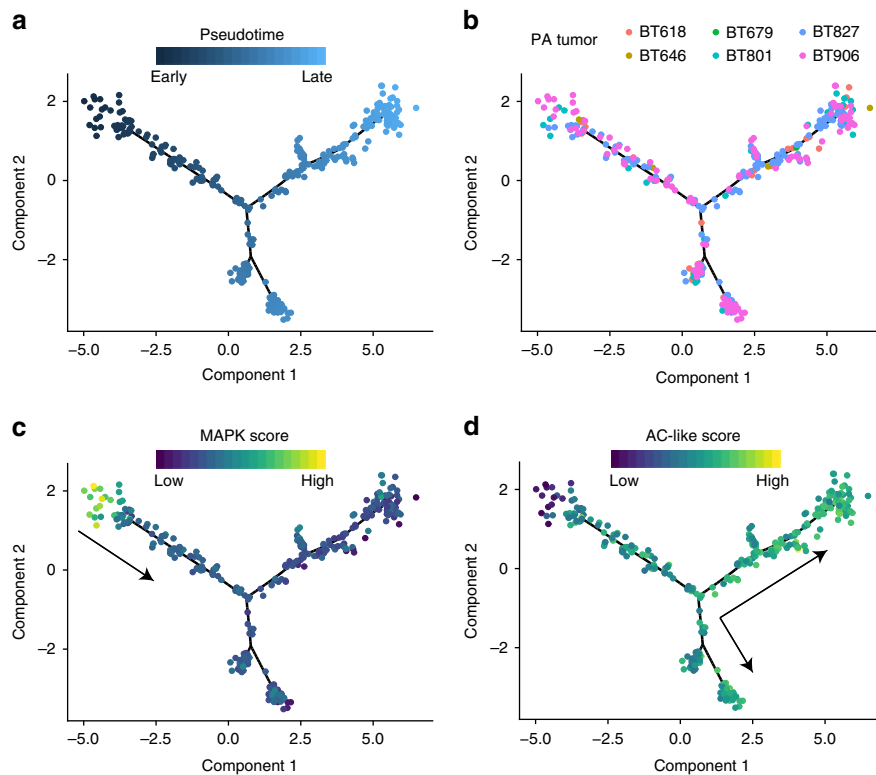 a
Pseudotime
Early Late
2
0
−2
Component 2
−5.0 −2.5 0.0 2.5 5.0
Component 1
b
PA tumor
BT618 BT679 BT827
BT646 BT801 BT906
2
0
−2
Component 2
−5.0 −2.5 0.0 2.5 5.0
Component 1
c
MAPK score
Low High
2
0
−2
Component 2
−5.0 −2.5 0.0 2.5 5.0
Component 1
d
AC-like score
Low High
2
0
−2
Component 2
−5.0 −2.5 0.0 2.5 5.0
Component 1